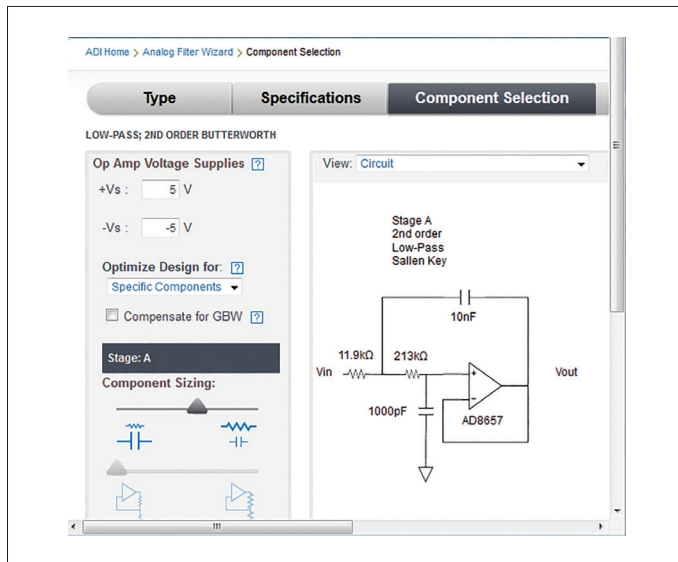 ADI Home > Analog Filter Wizard > Component Selection
Type
Specifications
Component Selection
LOW-PASS; 2ND ORDER BUTTERWORTH
Op Amp Voltage Supplies ?
+Vs : 5 V
-Vs : -5 V
Optimize Design for: ?
Specific Components
Compensate for GBW ?
Stage: A
Component Sizing:
View: Circuit
Stage A
2nd order
Low-Pass
Sallen Key
10nF
11.9kΩ
213kΩ
Vin
Vout
+
-
1000pF
AD8657